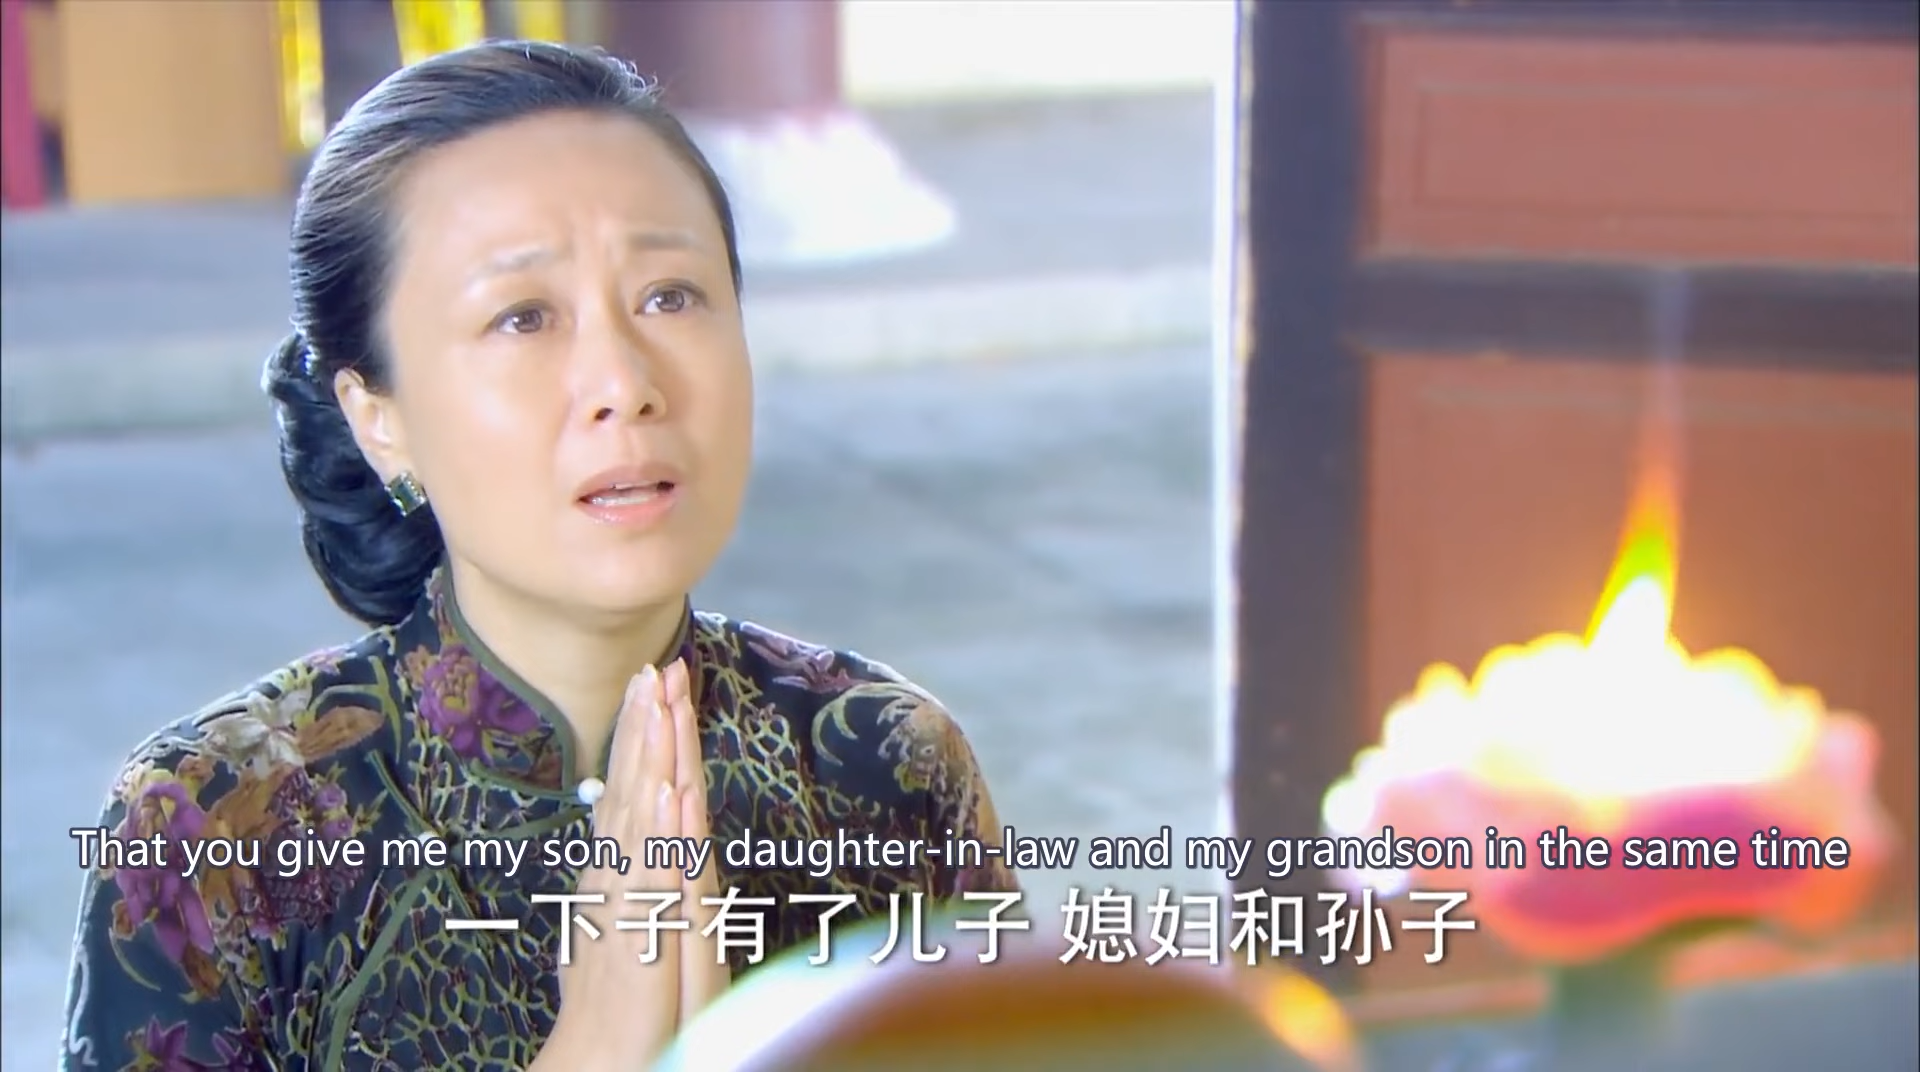 That you give me my son, my daughter-in-law and my grandson in the same time
一下子有了儿子 媳妇和孙子